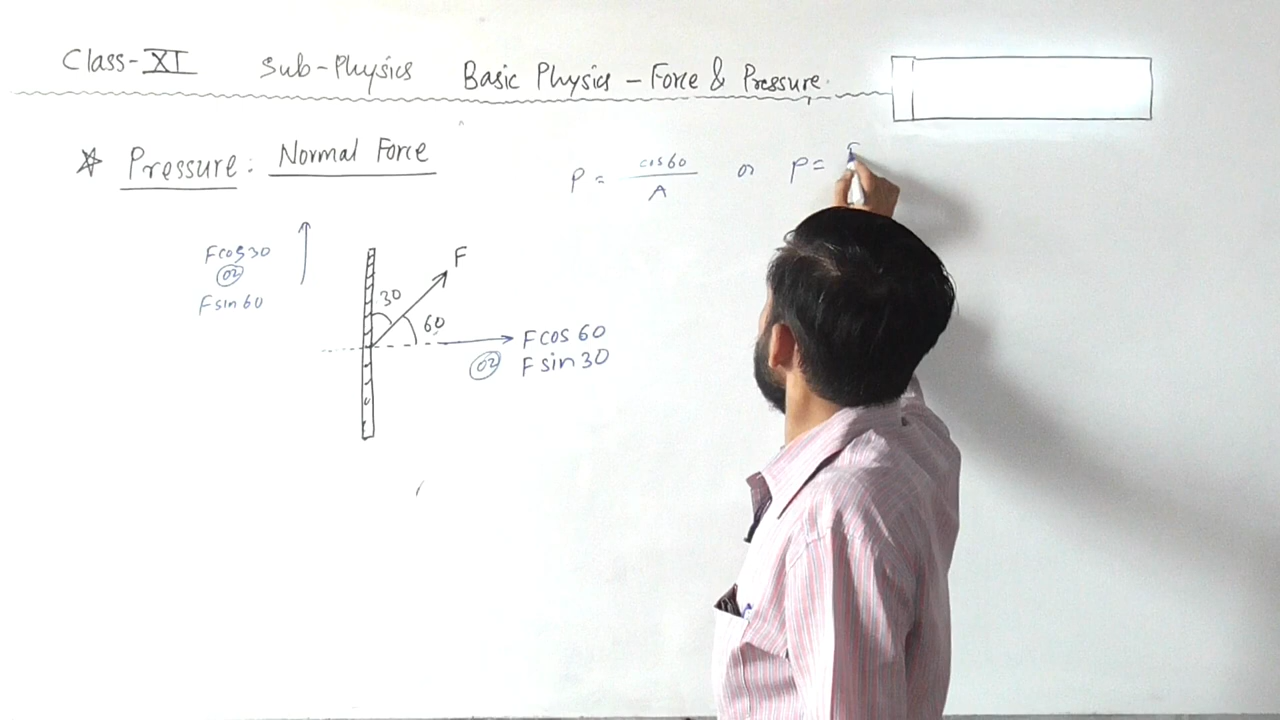 Class-XI Sub-Physics Basic Physics - Force & Pressure.
Pressure: Normal Force
P = cos60 / A or P =
Fcos30
or
Fsin60
F
30
60
Fcos60
or Fsin30